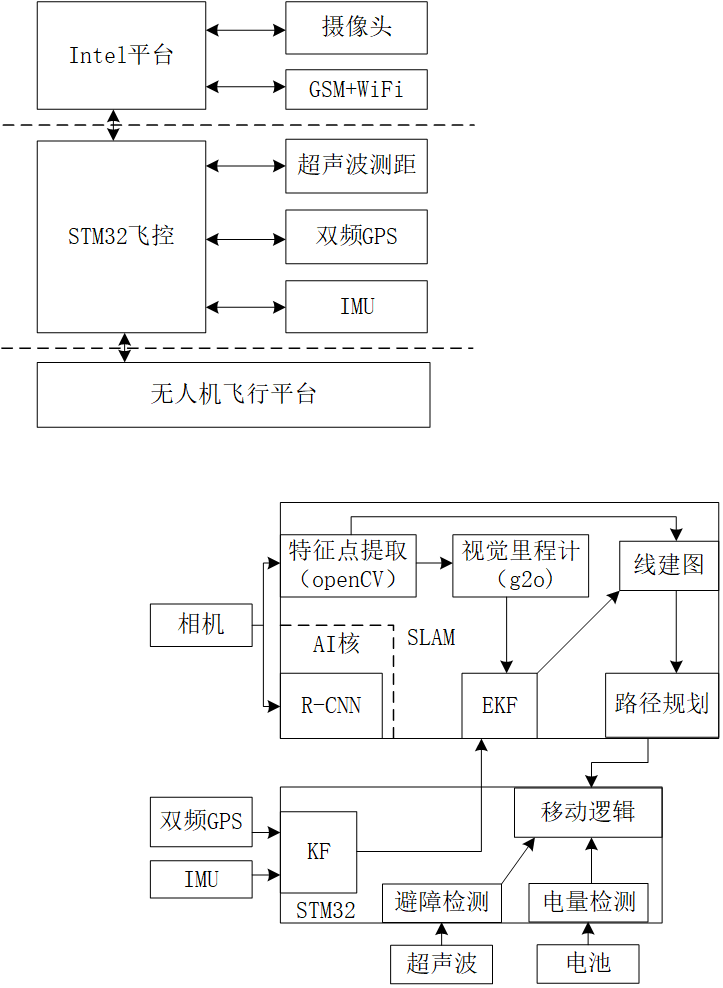 摄像头
Intel平台
GSM+WiFi
超声波测距
STM32飞控
双频GPS
IMU
无人机飞行平台
特征点提取
（openCV）
视觉里程计
（g2o）
线建图
相机
AI核
SLAM
R-CNN
EKF
路径规划
双频GPS
移动逻辑
KF
IMU
STM32
避障检测
电量检测
超声波
电池